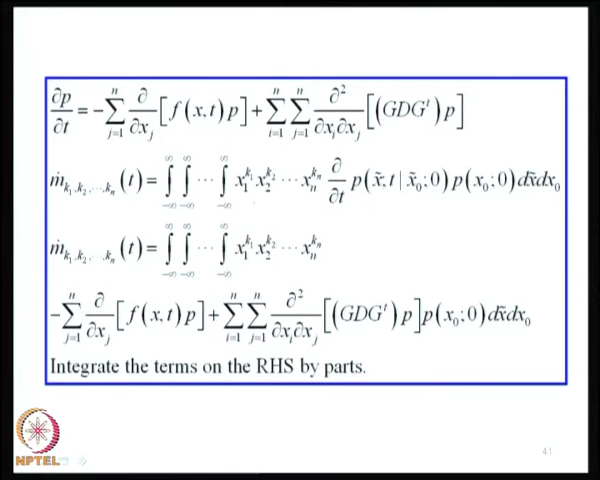 ∂p/∂t = -∑_{j=1}^{n} ∂/∂x_j [f(x,t)p] + ∑_{i=1}^{n} ∑_{j=1}^{n} ∂²/∂x_i∂x_j [(GDG^t)p]
ṁ_{k_1,k_2,...,k_n}(t) = ∫_{-∞}^{∞} ∫_{-∞}^{∞} ⋯ ∫_{-∞}^{∞} x_1^{k_1} x_2^{k_2} ⋯ x_n^{k_n} ∂/∂t p(x̃,t | x̃_0;0) p(x_0;0) dx̃dx_0
ṁ_{k_1,k_2,...,k_n}(t) = ∫_{-∞}^{∞} ∫_{-∞}^{∞} ⋯ ∫_{-∞}^{∞} x_1^{k_1} x_2^{k_2} ⋯ x_n^{k_n}
-∑_{j=1}^{n} ∂/∂x_j [f(x,t)p] + ∑_{i=1}^{n} ∑_{j=1}^{n} ∂²/∂x_i∂x_j [(GDG^t)p] p(x_0;0) dx̃dx_0
Integrate the terms on the RHS by parts.
NPTEL
41